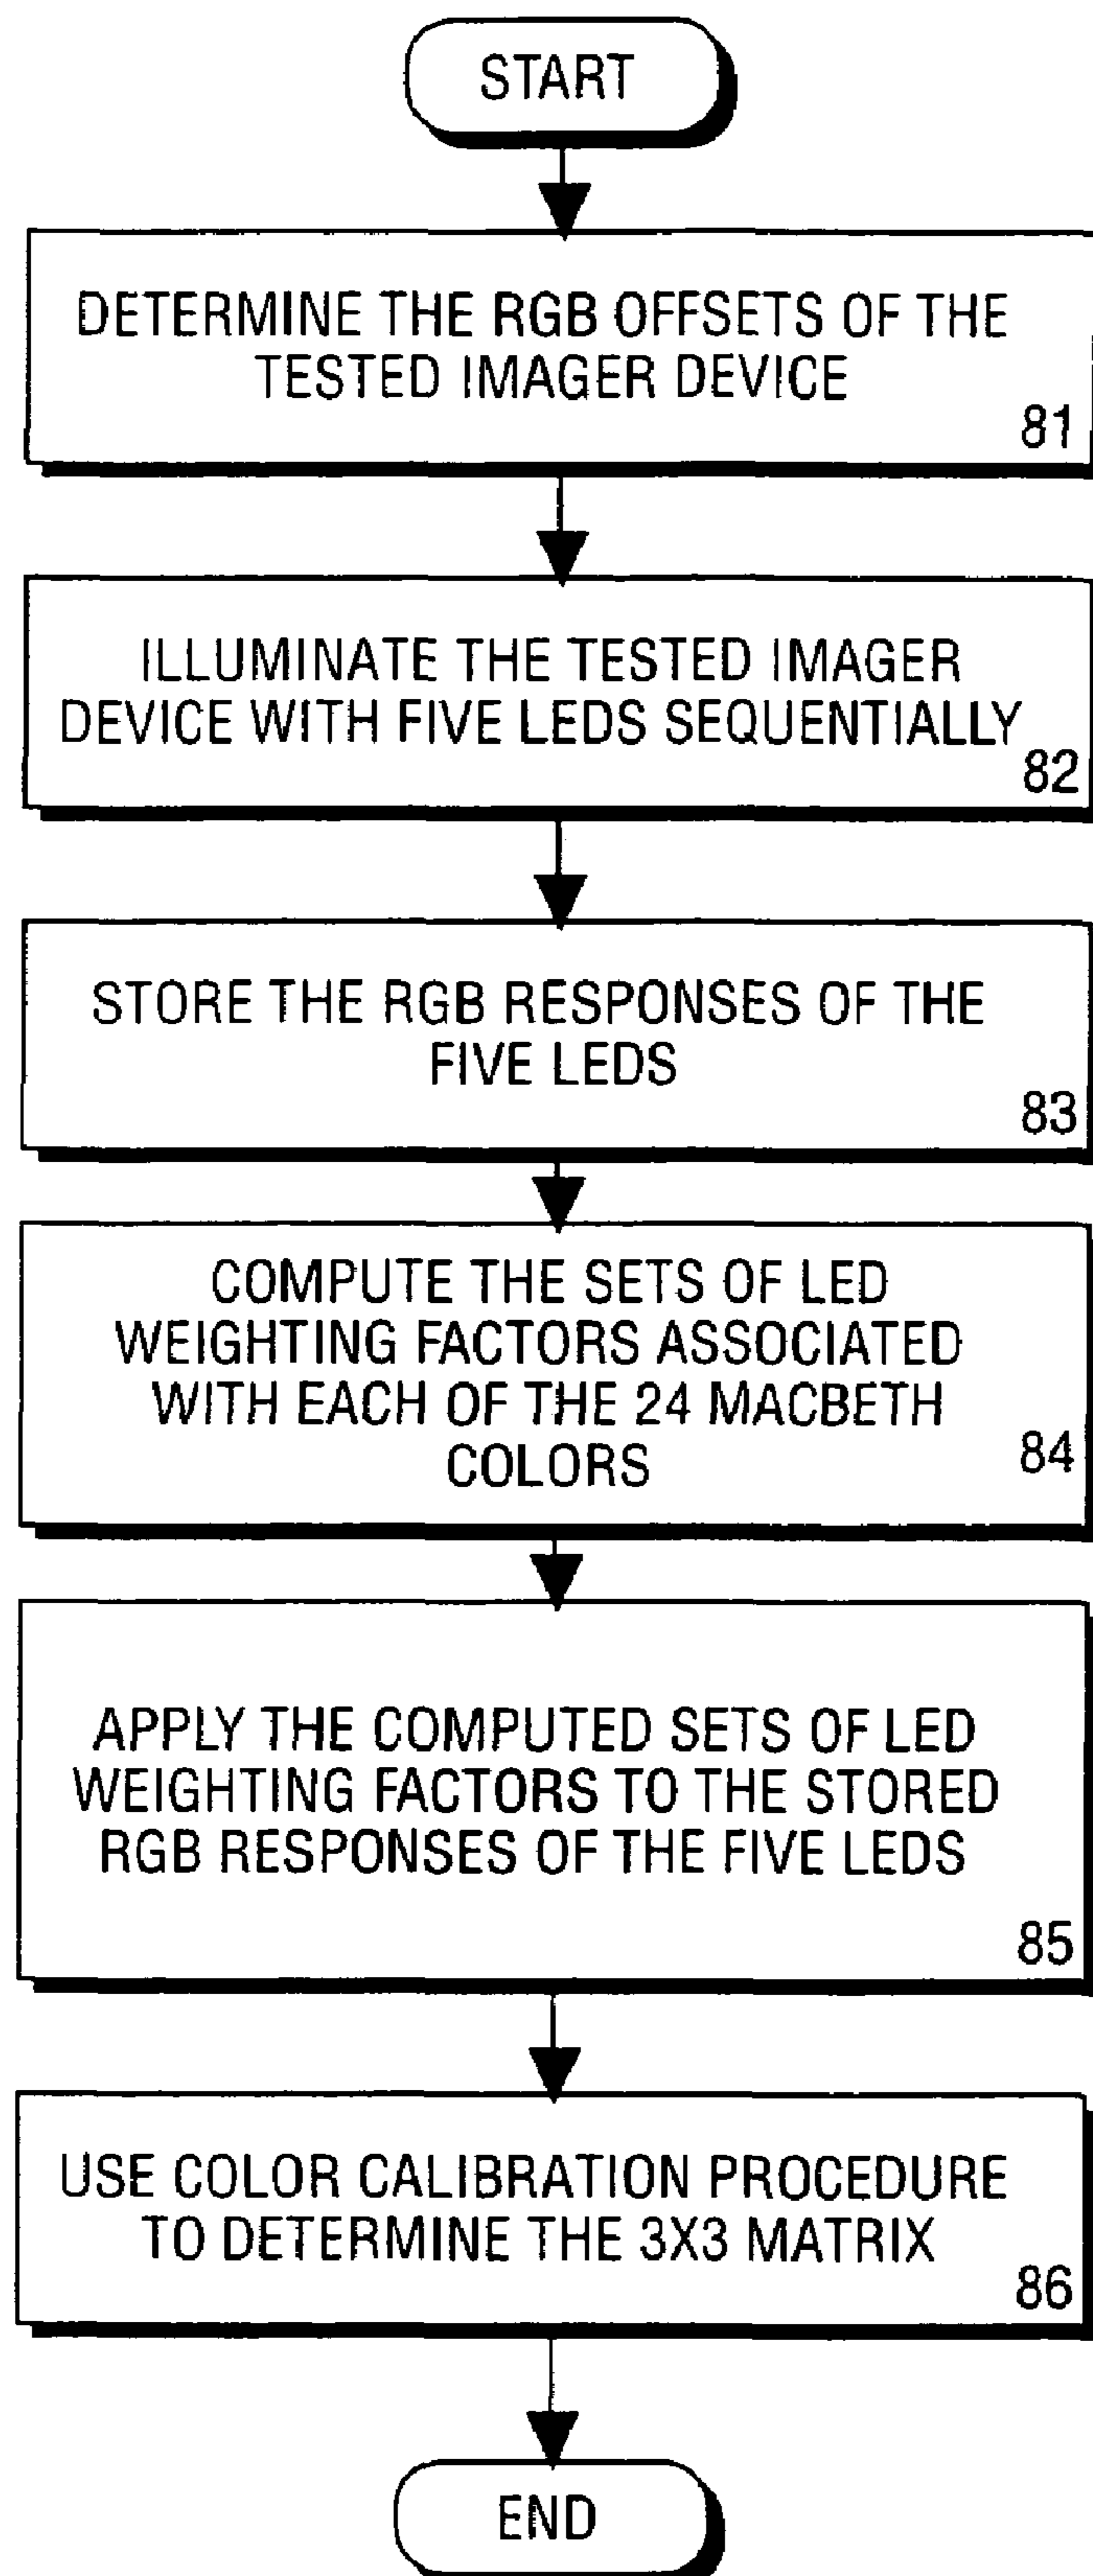 START
DETERMINE THE RGB OFFSETS OF THE
TESTED IMAGER DEVICE
81
ILLUMINATE THE TESTED IMAGER
DEVICE WITH FIVE LEDS SEQUENTIALLY
82
STORE THE RGB RESPONSES OF THE
FIVE LEDS
83
COMPUTE THE SETS OF LED
WEIGHTING FACTORS ASSOCIATED
WITH EACH OF THE 24 MACBETH
COLORS
84
APPLY THE COMPUTED SETS OF LED
WEIGHTING FACTORS TO THE STORED
RGB RESPONSES OF THE FIVE LEDS
85
USE COLOR CALIBRATION PROCEDURE
TO DETERMINE THE 3X3 MATRIX
86
END